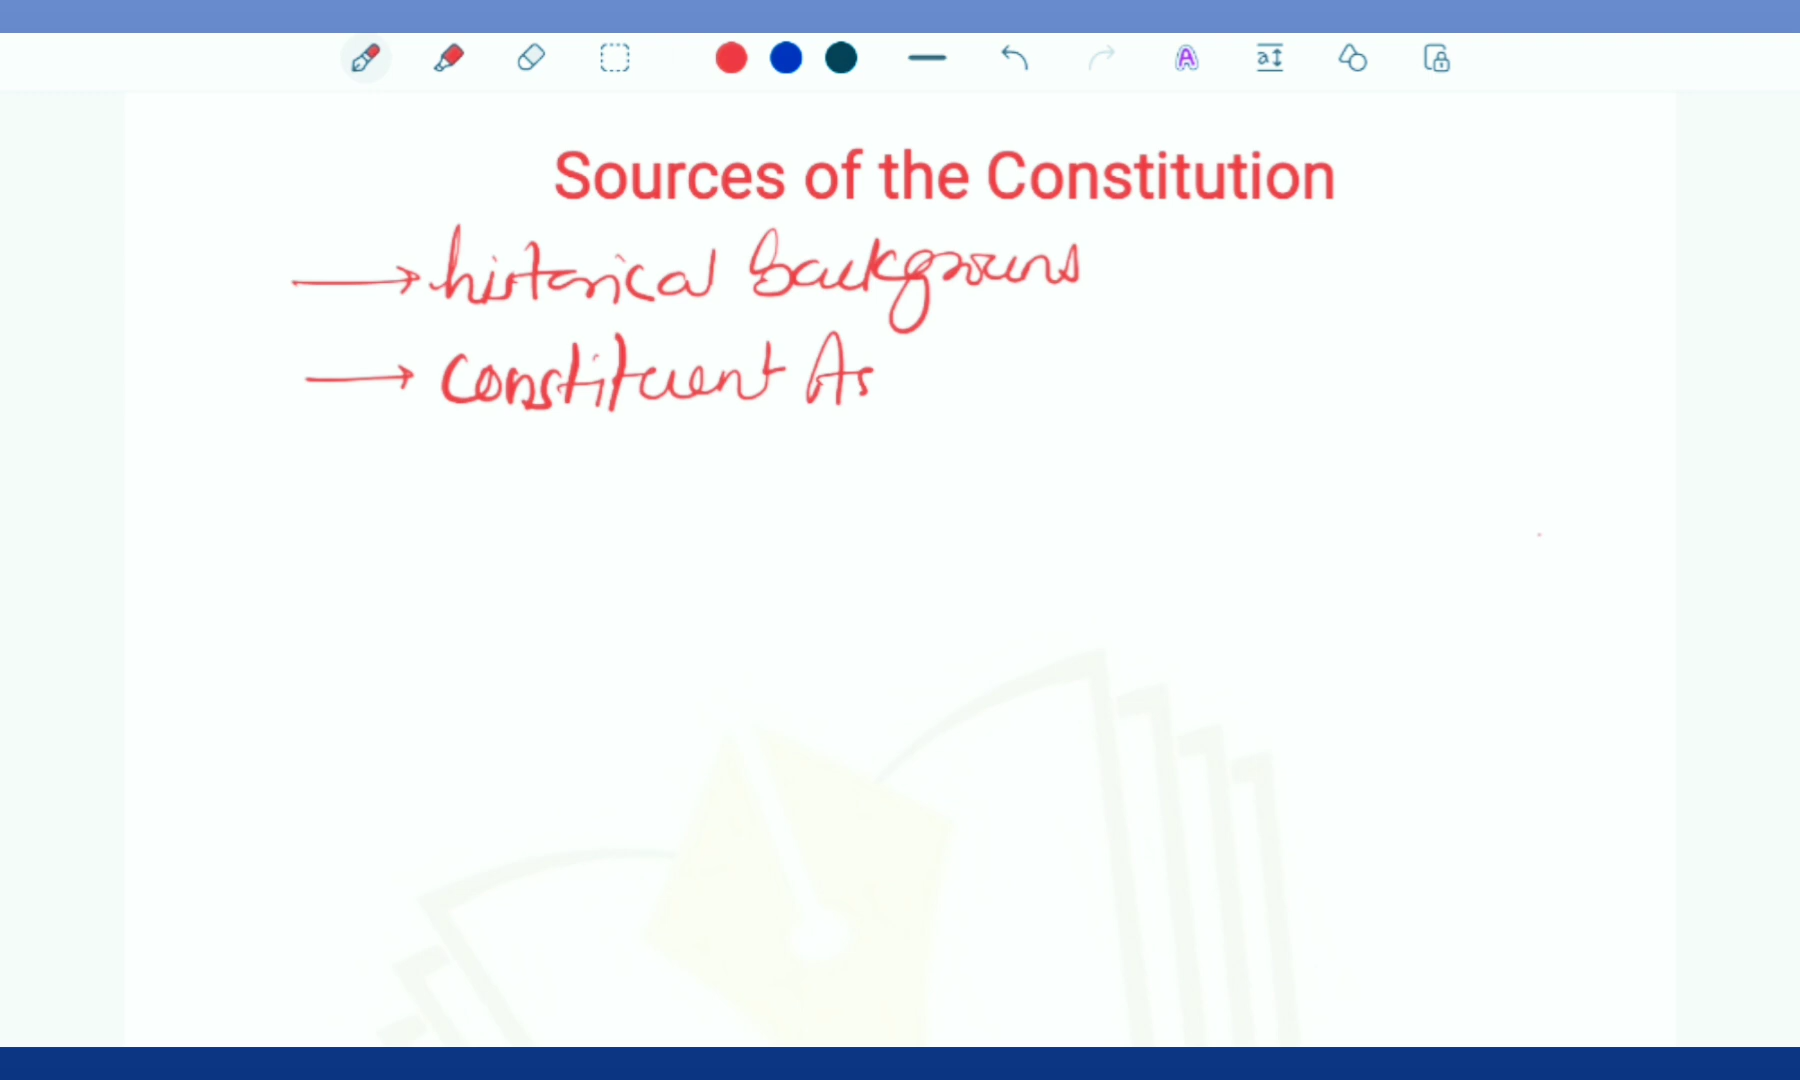 Sources of the Constitution
→ historical background
→ Constituent As